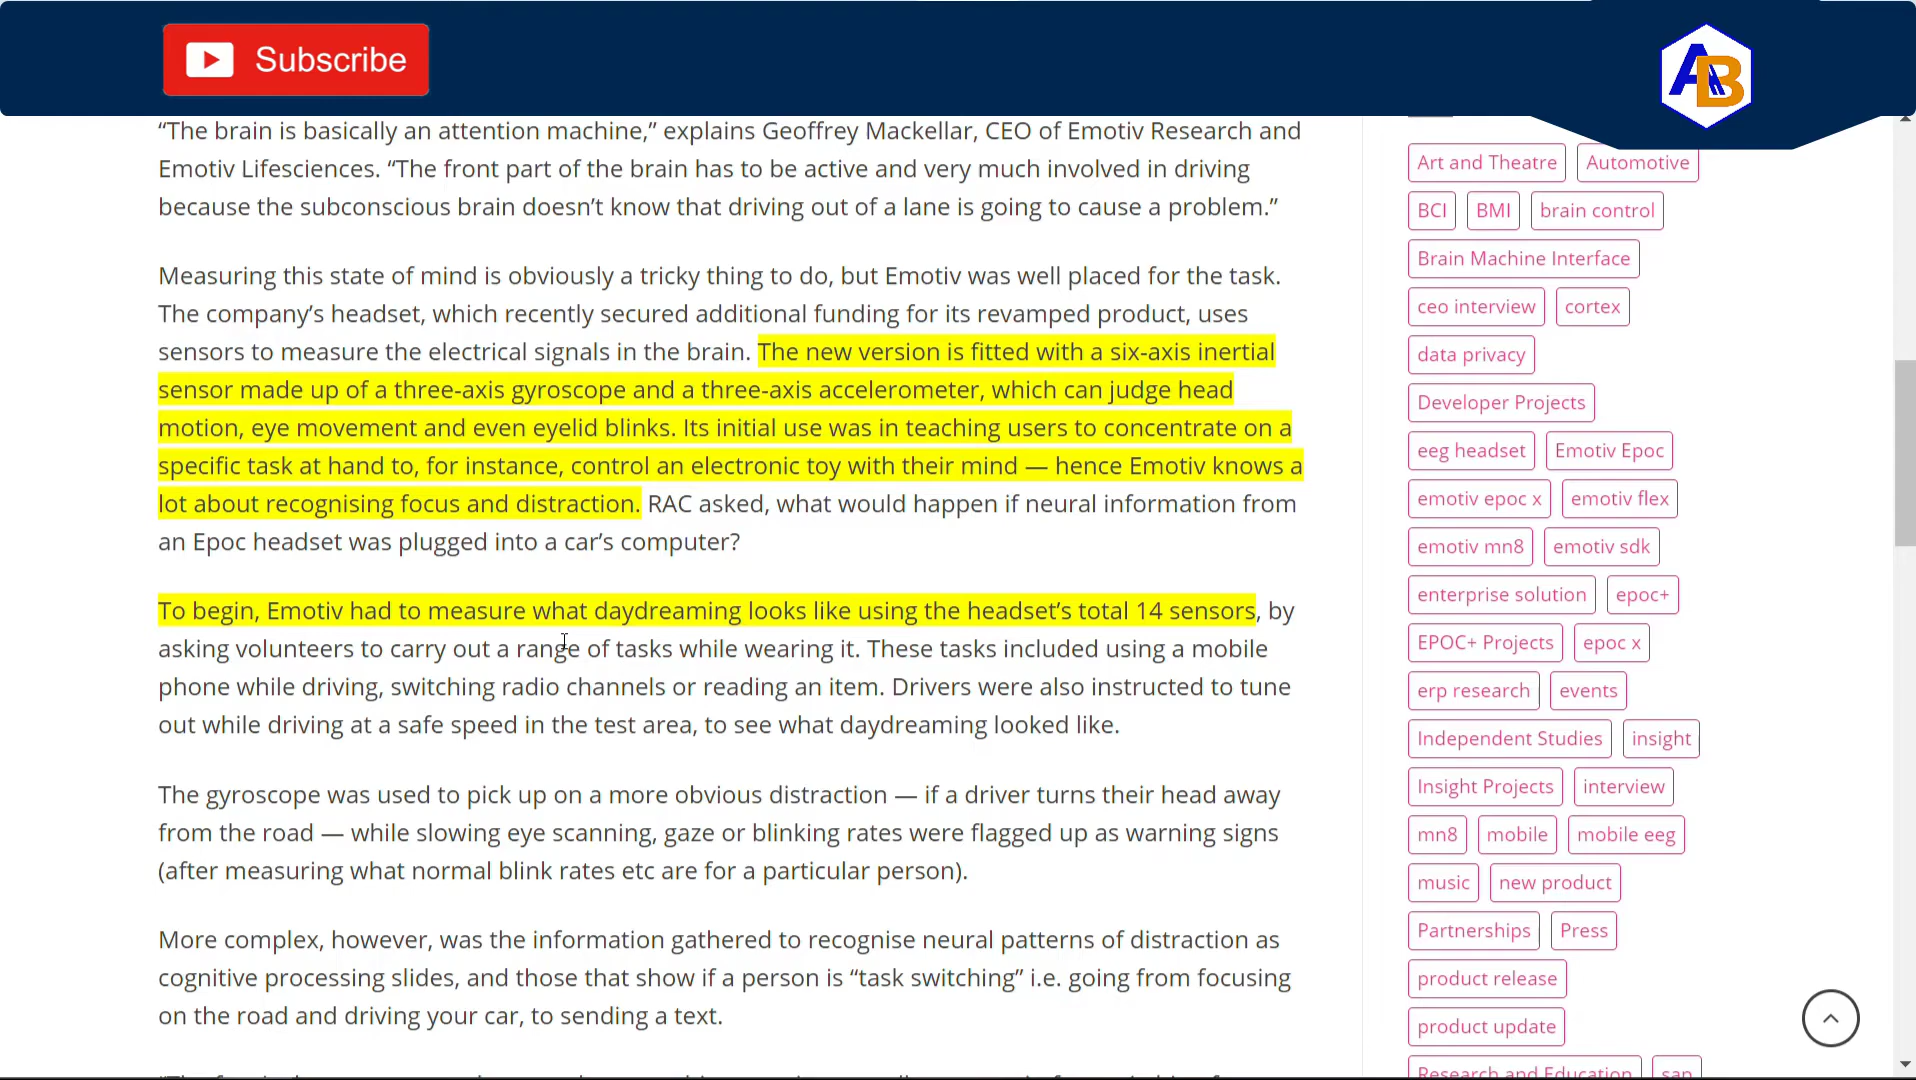 Subscribe
AB
“The brain is basically an attention machine,” explains Geoffrey Mackellar, CEO of Emotiv Research and
Emotiv Lifesciences. “The front part of the brain has to be active and very much involved in driving
because the subconscious brain doesn’t know that driving out of a lane is going to cause a problem.”
Measuring this state of mind is obviously a tricky thing to do, but Emotiv was well placed for the task.
The company’s headset, which recently secured additional funding for its revamped product, uses
sensors to measure the electrical signals in the brain. The new version is fitted with a six-axis inertial
sensor made up of a three-axis gyroscope and a three-axis accelerometer, which can judge head
motion, eye movement and even eyelid blinks. Its initial use was in teaching users to concentrate on a
specific task at hand to, for instance, control an electronic toy with their mind — hence Emotiv knows a
lot about recognising focus and distraction. RAC asked, what would happen if neural information from
an Epoc headset was plugged into a car’s computer?
To begin, Emotiv had to measure what daydreaming looks like using the headset’s total 14 sensors, by
asking volunteers to carry out a range of tasks while wearing it. These tasks included using a mobile
phone while driving, switching radio channels or reading an item. Drivers were also instructed to tune
out while driving at a safe speed in the test area, to see what daydreaming looked like.
The gyroscope was used to pick up on a more obvious distraction — if a driver turns their head away
from the road — while slowing eye scanning, gaze or blinking rates were flagged up as warning signs
(after measuring what normal blink rates etc are for a particular person).
More complex, however, was the information gathered to recognise neural patterns of distraction as
cognitive processing slides, and those that show if a person is “task switching” i.e. going from focusing
on the road and driving your car, to sending a text.
Art and Theatre Automotive
BCI BMI brain control
Brain Machine Interface
ceo interview cortex
data privacy
Developer Projects
eeg headset Emotiv Epoc
emotiv epoc x emotiv flex
emotiv mn8 emotiv sdk
enterprise solution epoc+
EPOC+ Projects epoc x
erp research events
Independent Studies insight
Insight Projects interview
mn8 mobile mobile eeg
music new product
Partnerships Press
product release
product update
Research and Education sap